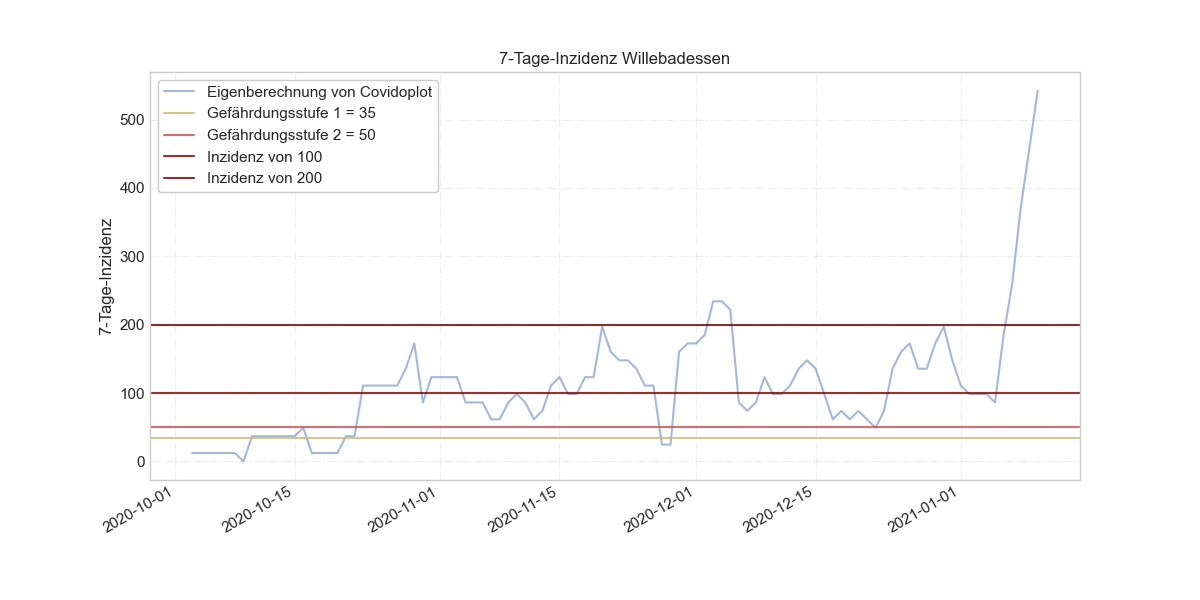 7-Tage-Inzidenz Willebadessen
Eigenberechnung von Covidoplot
Gefährdungsstufe 1 = 35
Gefährdungsstufe 2 = 50
Inzidenz von 100
Inzidenz von 200
7-Tage-Inzidenz
500
400
300
200
100
0
2020-10-01
2020-10-15
2020-11-01
2020-11-15
2020-12-01
2020-12-15
2021-01-01